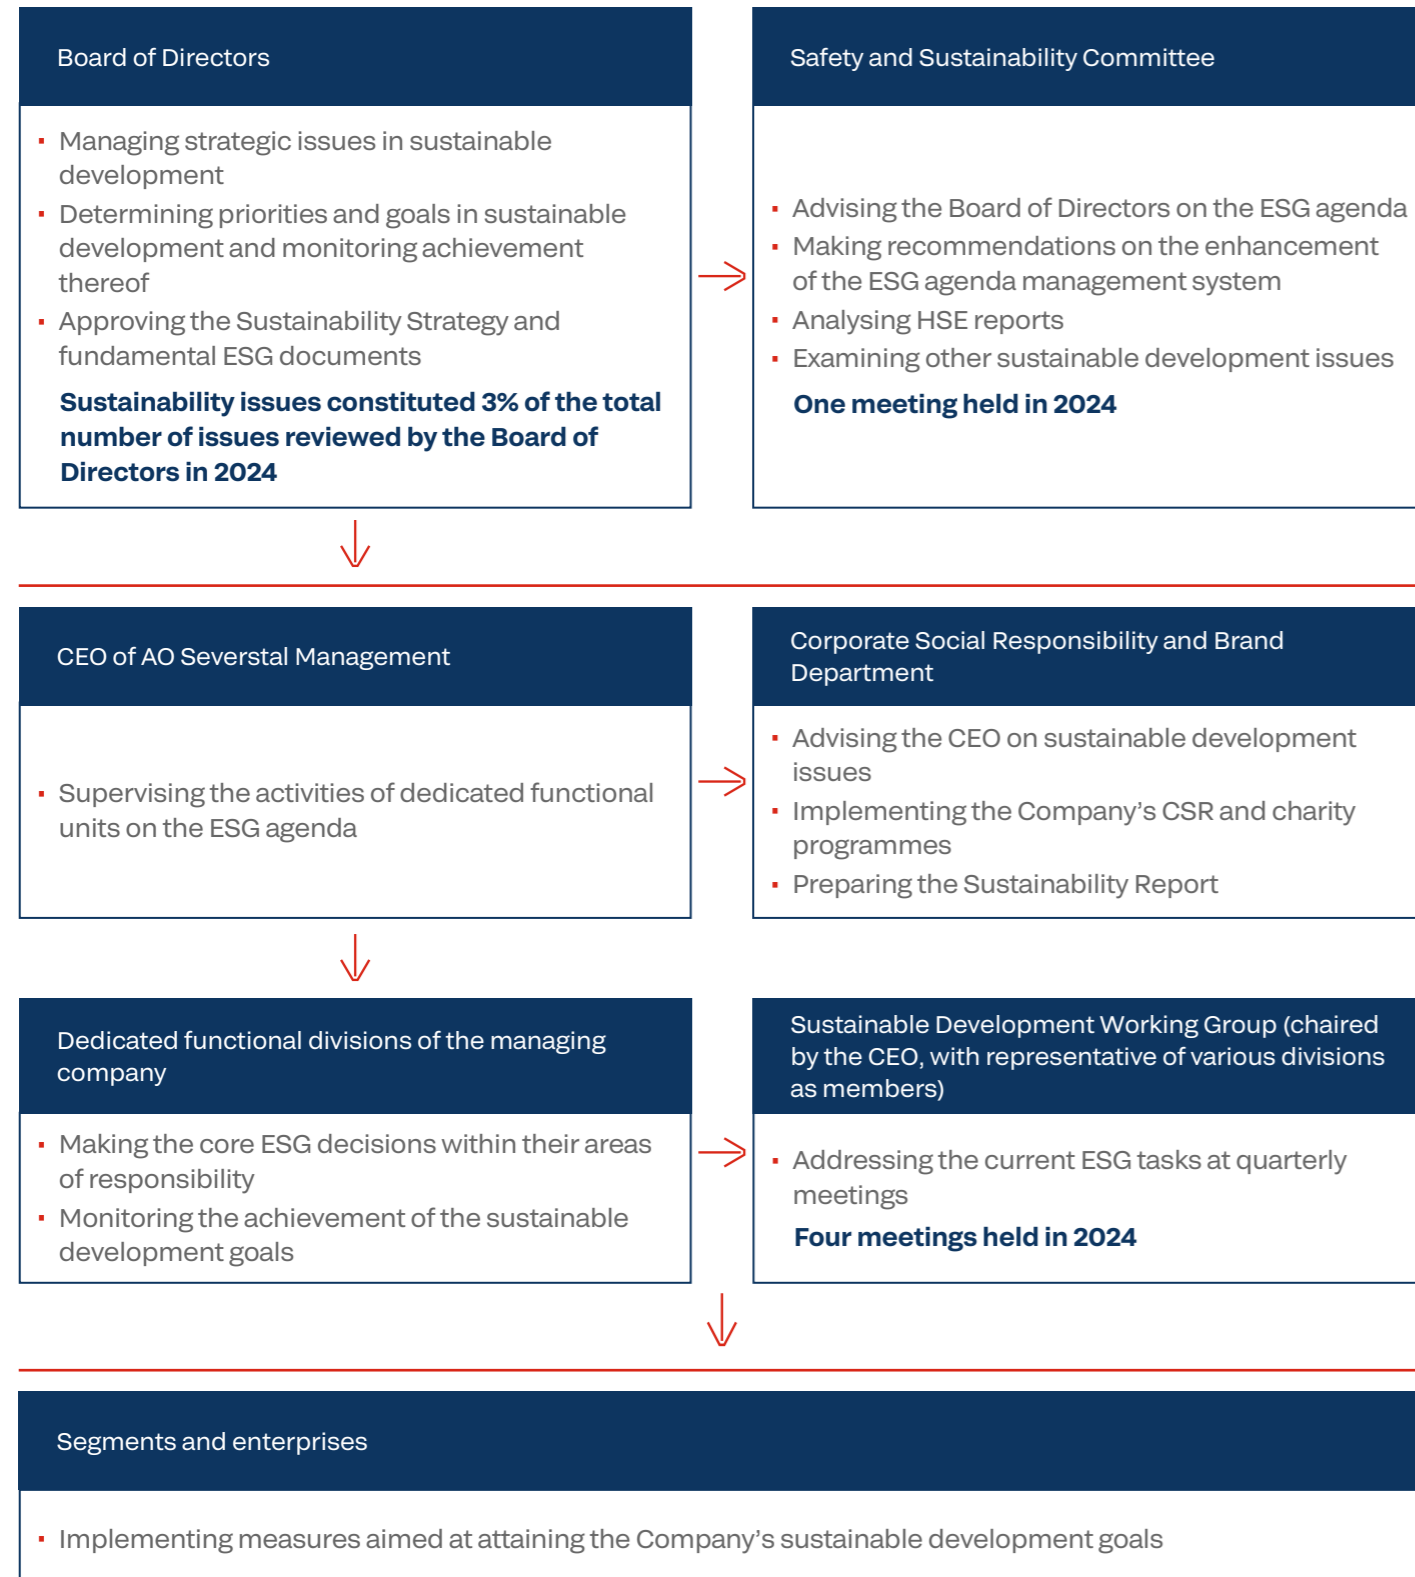 Board of Directors
▪ Managing strategic issues in sustainable
development
▪ Determining priorities and goals in sustainable
development and monitoring achievement
thereof
▪ Approving the Sustainability Strategy and
fundamental ESG documents
Sustainability issues constituted 3% of the total
number of issues reviewed by the Board of
Directors in 2024
Safety and Sustainability Committee
▪ Advising the Board of Directors on the ESG agenda
▪ Making recommendations on the enhancement
of the ESG agenda management system
▪ Analysing HSE reports
▪ Examining other sustainable development issues
One meeting held in 2024
CEO of AO Severstal Management
▪ Supervising the activities of dedicated functional
units on the ESG agenda
Corporate Social Responsibility and Brand
Department
▪ Advising the CEO on sustainable development
issues
▪ Implementing the Company’s CSR and charity
programmes
▪ Preparing the Sustainability Report
Dedicated functional divisions of the managing
company
▪ Making the core ESG decisions within their areas
of responsibility
▪ Monitoring the achievement of the sustainable
development goals
Sustainable Development Working Group (chaired
by the CEO, with representative of various divisions
as members)
▪ Addressing the current ESG tasks at quarterly
meetings
Four meetings held in 2024
Segments and enterprises
▪ Implementing measures aimed at attaining the Company’s sustainable development goals